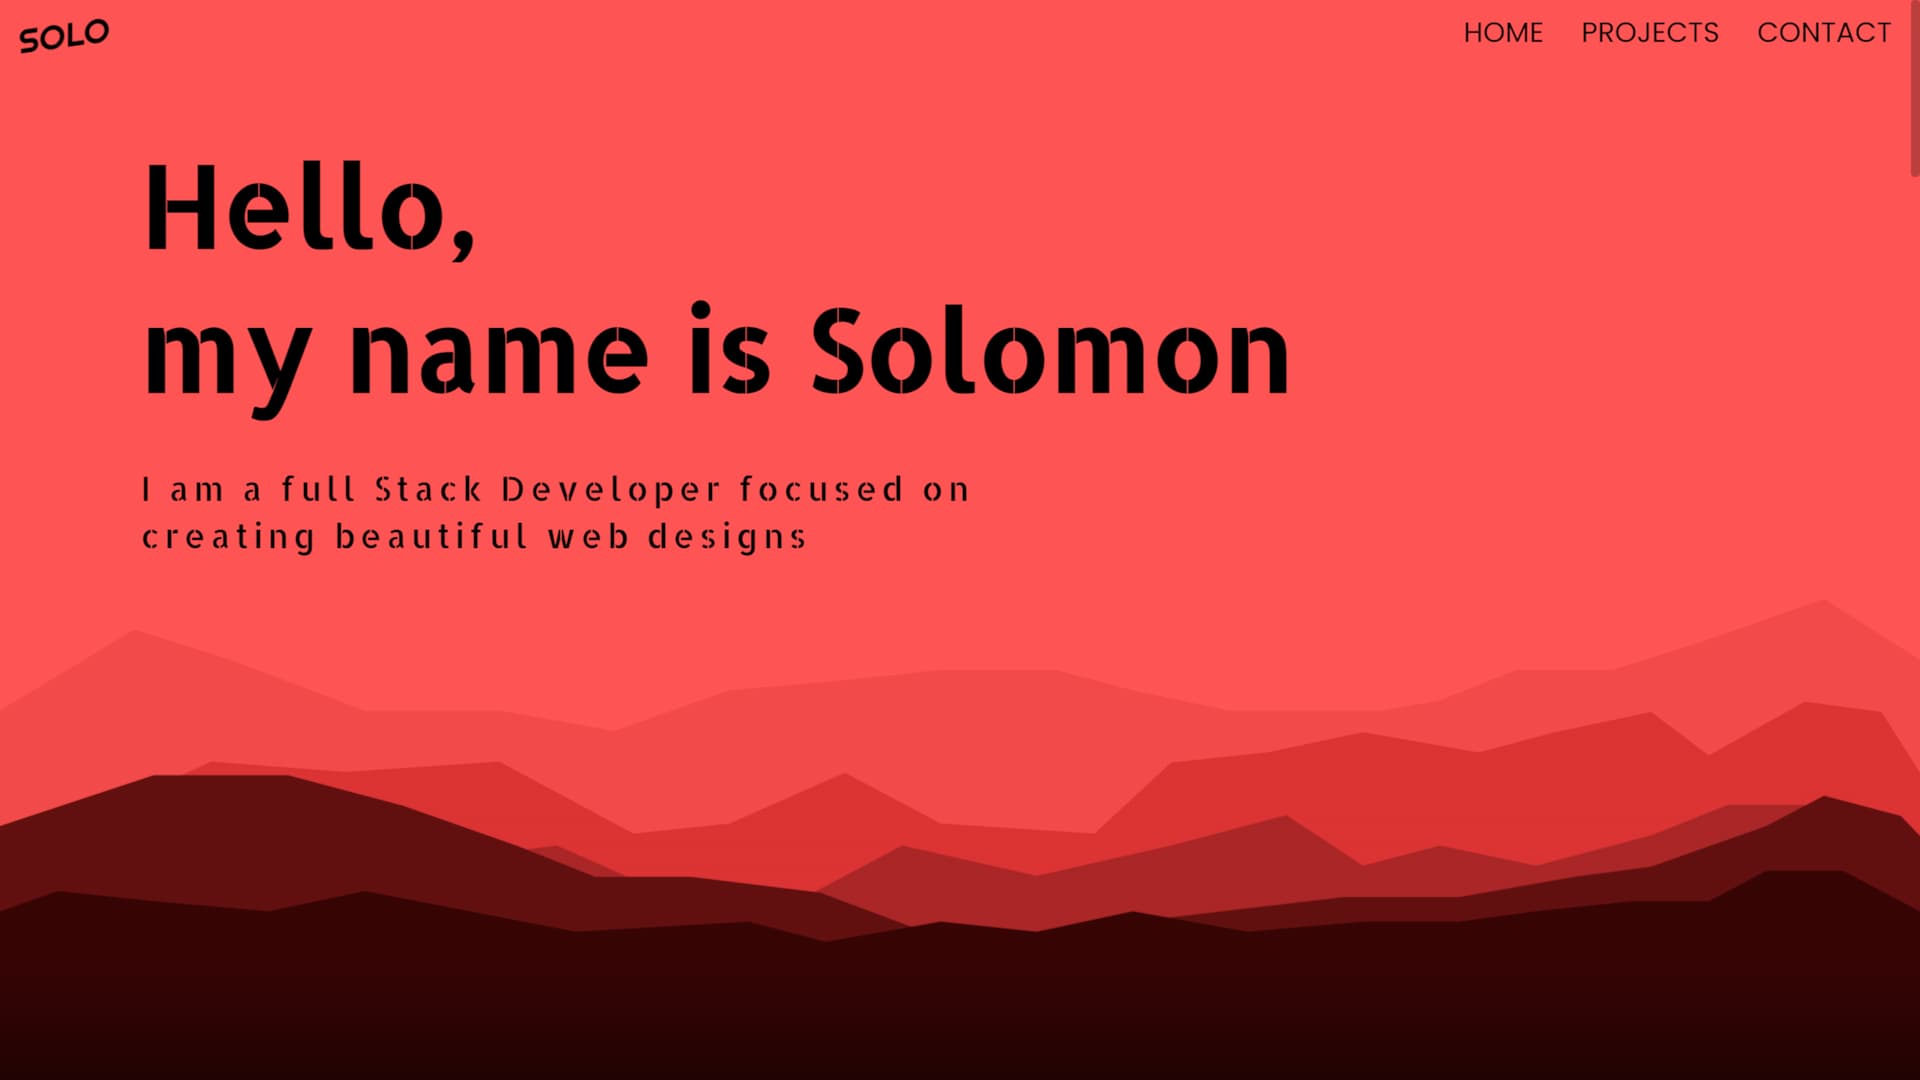 SOLO
HOME PROJECTS CONTACT
Hello,
my name is Solomon
I am a full Stack Developer focused on
creating beautiful web designs